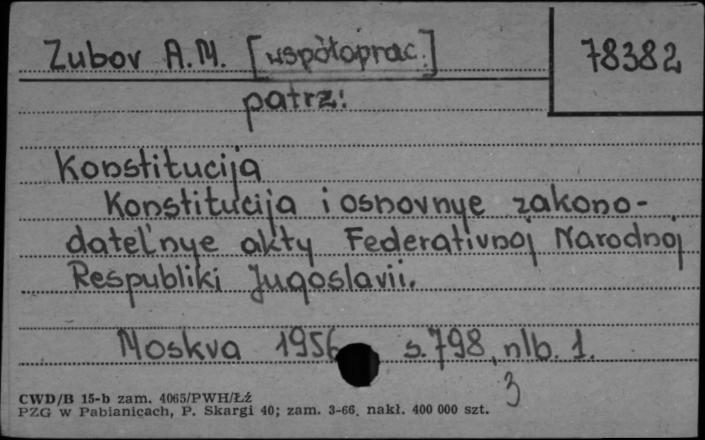 Zubov A.M. [współoprac.]
78382
patrz:
Konstitucija
Konstitucija i osnovnye zakono-
datel'nye akty Federativnoj Narodnoj
Respubliki Jugoslavii.
Moskva 1956 s. 798, nlb. 1.
3
CWD/B 15-b zam. 4065/PWH/Łź
PZG w Pabianicach, P. Skargi 40; zam. 3-66. nakł. 400 000 szt.